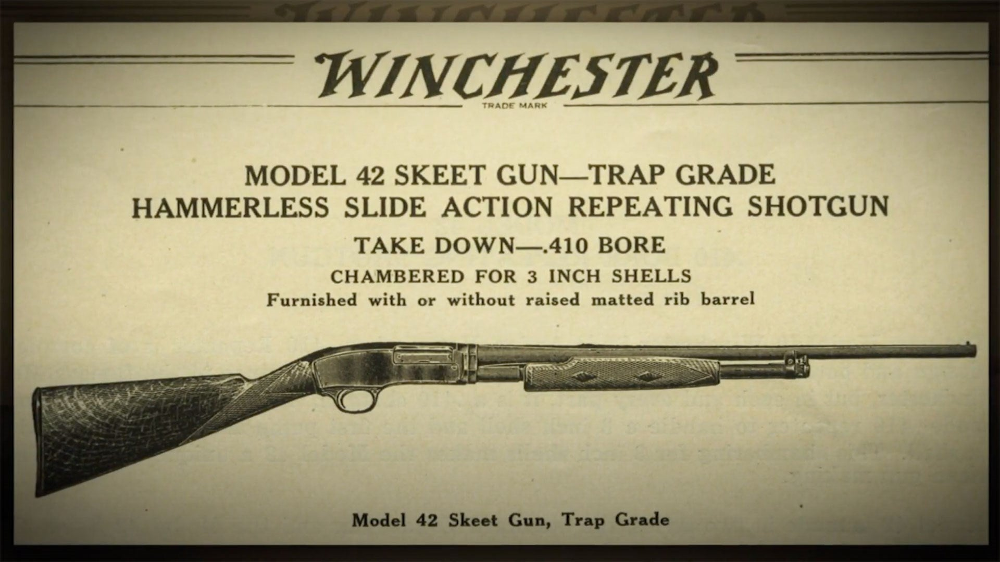 WINCHESTER
TRADE MARK
MODEL 42 SKEET GUN—TRAP GRADE
HAMMERLESS SLIDE ACTION REPEATING SHOTGUN
TAKE DOWN—.410 BORE
CHAMBERED FOR 3 INCH SHELLS
Furnished with or without raised matted rib barrel
Model 42 Skeet Gun, Trap Grade